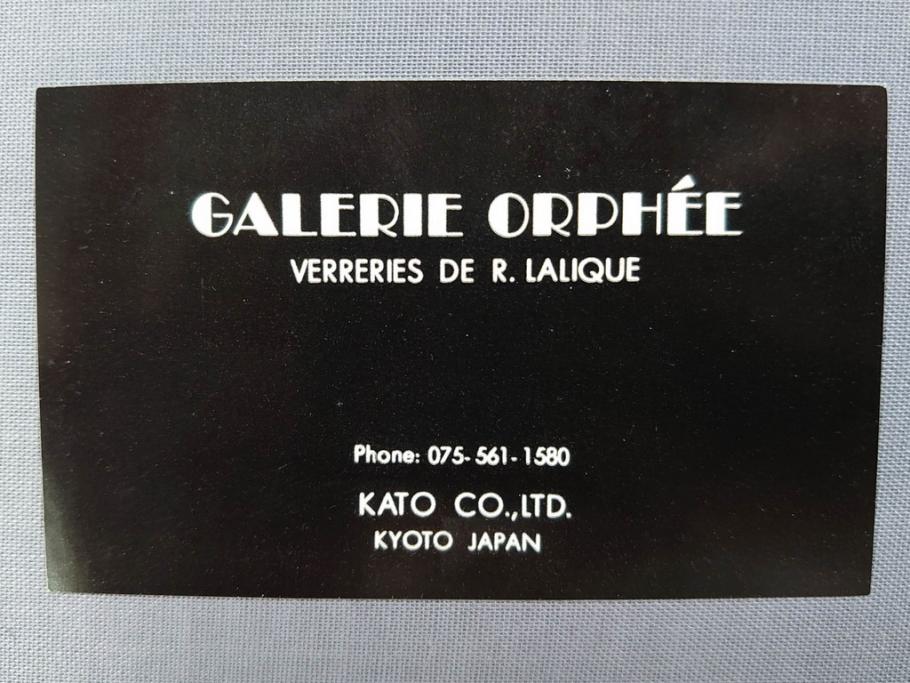 GALERIE ORPHÉE
VERRERIES DE R. LALIQUE
Phone: 075-561-1580
KATO CO.,LTD.
KYOTO JAPAN